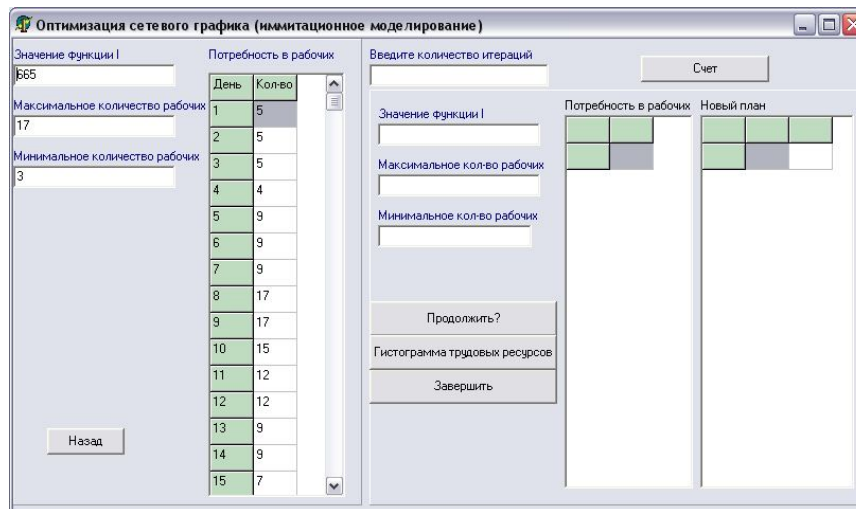 Оптимизация сетевого графика (иммитационное моделирование)
Значение функции I
665
Максимальное количество рабочих
17
Минимальное количество рабочих
3
Назад
Потребность в рабочих
День Кол-во
1 5
2 5
3 5
4 4
5 9
6 9
7 9
8 17
9 17
10 15
11 12
12 12
13 9
14 9
15 7
Введите количество итераций
Счет
Значение функции I
Максимальное кол-во рабочих
Минимальное кол-во рабочих
Продолжить?
Гистограмма трудовых ресурсов
Завершить
Потребность в рабочих
Новый план